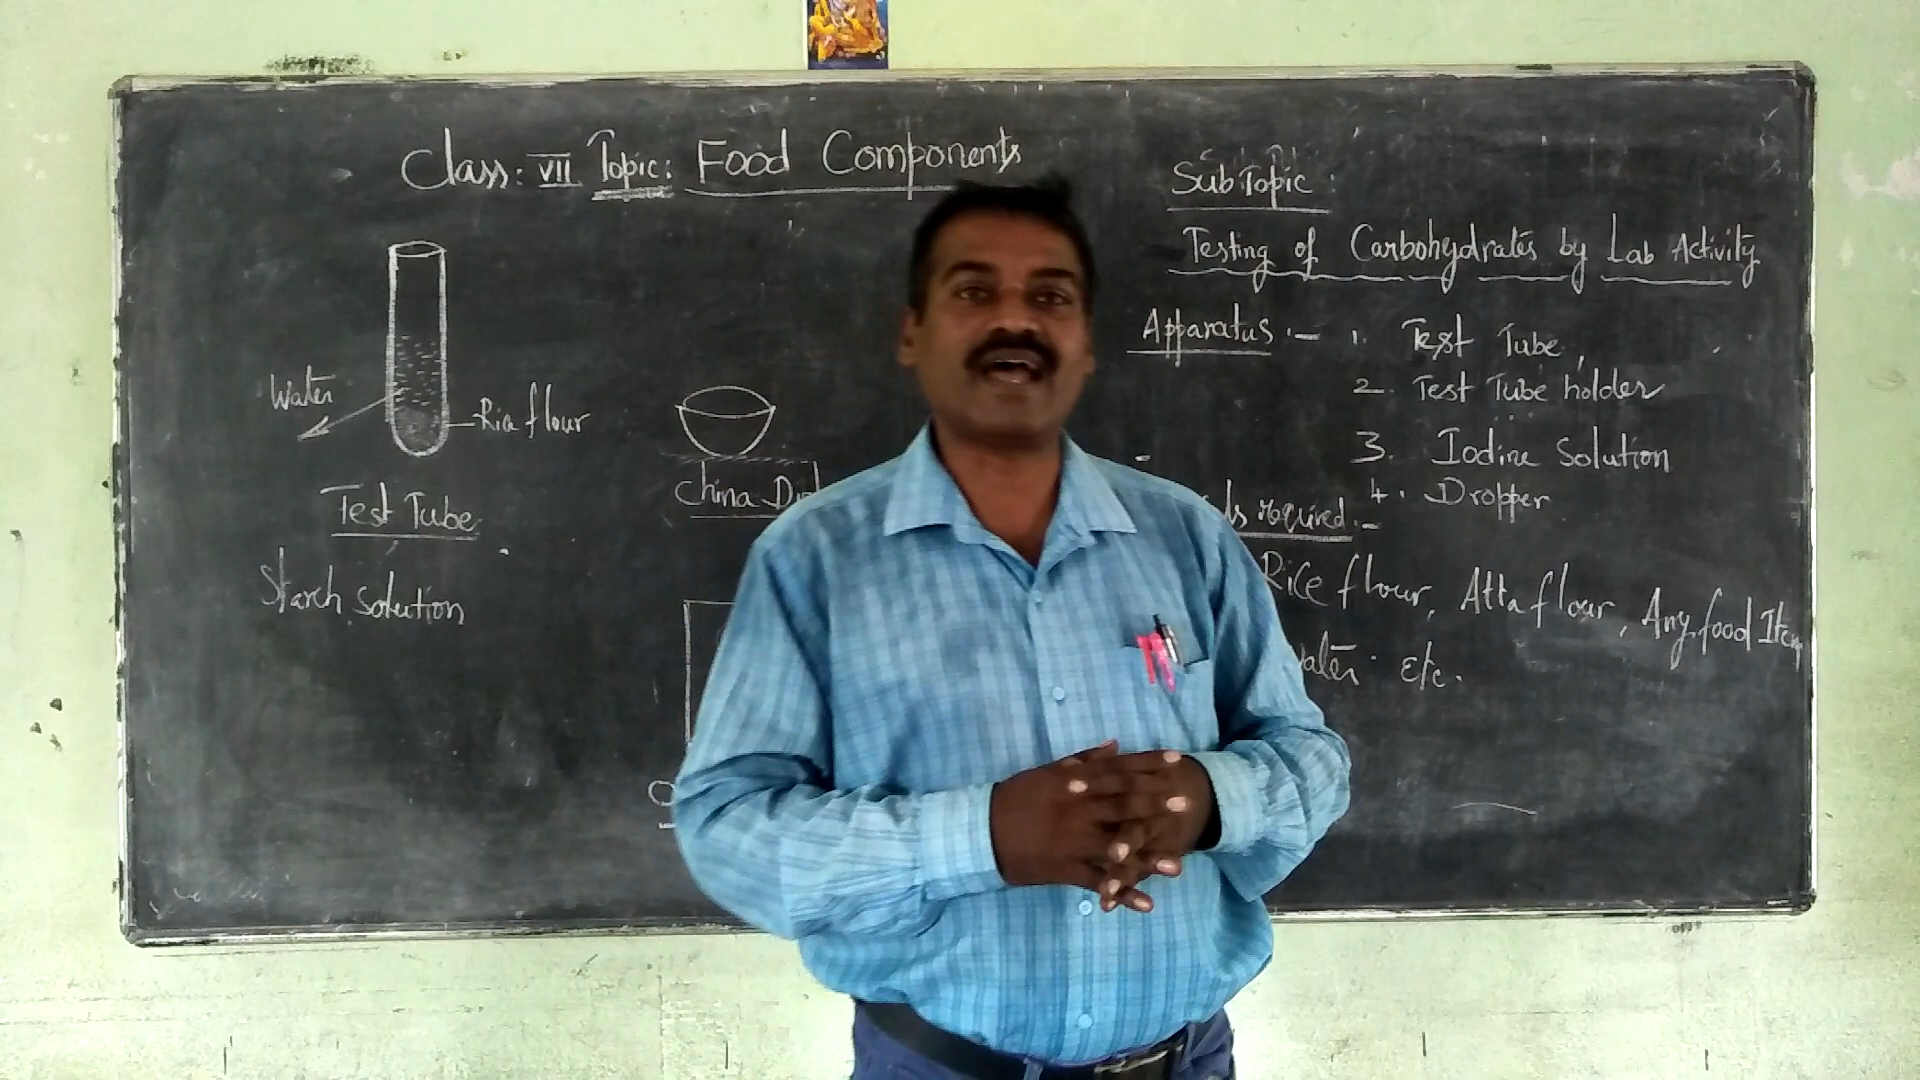 Class: VII Topic: Food Components
Water
Rice flour
Test Tube
Starch Solution
China
Sub Topic:
Testing of Carbohydrates by Lab Activity
Apparatus :- 1. Test Tube,
2. Test Tube holder
3. Iodine Solution
4. Dropper
required :-
Rice flour, Atta flour, Any food Item
etc.